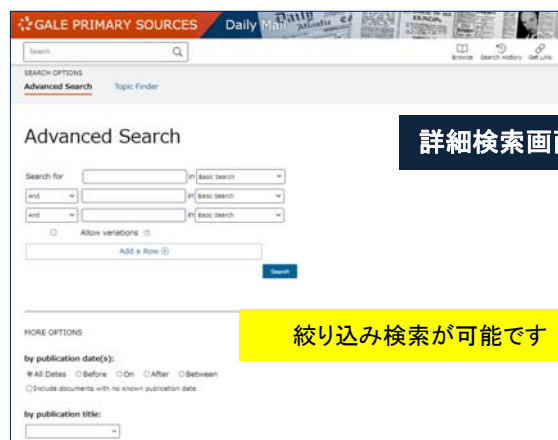 GALE PRIMARY SOURCES Daily Mail
Search...
Browse Search History Get Link
SEARCH OPTIONS
Advanced Search Topic Finder
Advanced Search
詳細検索画面
Search for in Basic Search
And in Basic Search
And in Basic Search
Allow variations
Add a Row
Search
MORE OPTIONS
絞り込み検索が可能です
by publication date(s):
All Dates Before On After Between
Include documents with no known publication date.
by publication title: